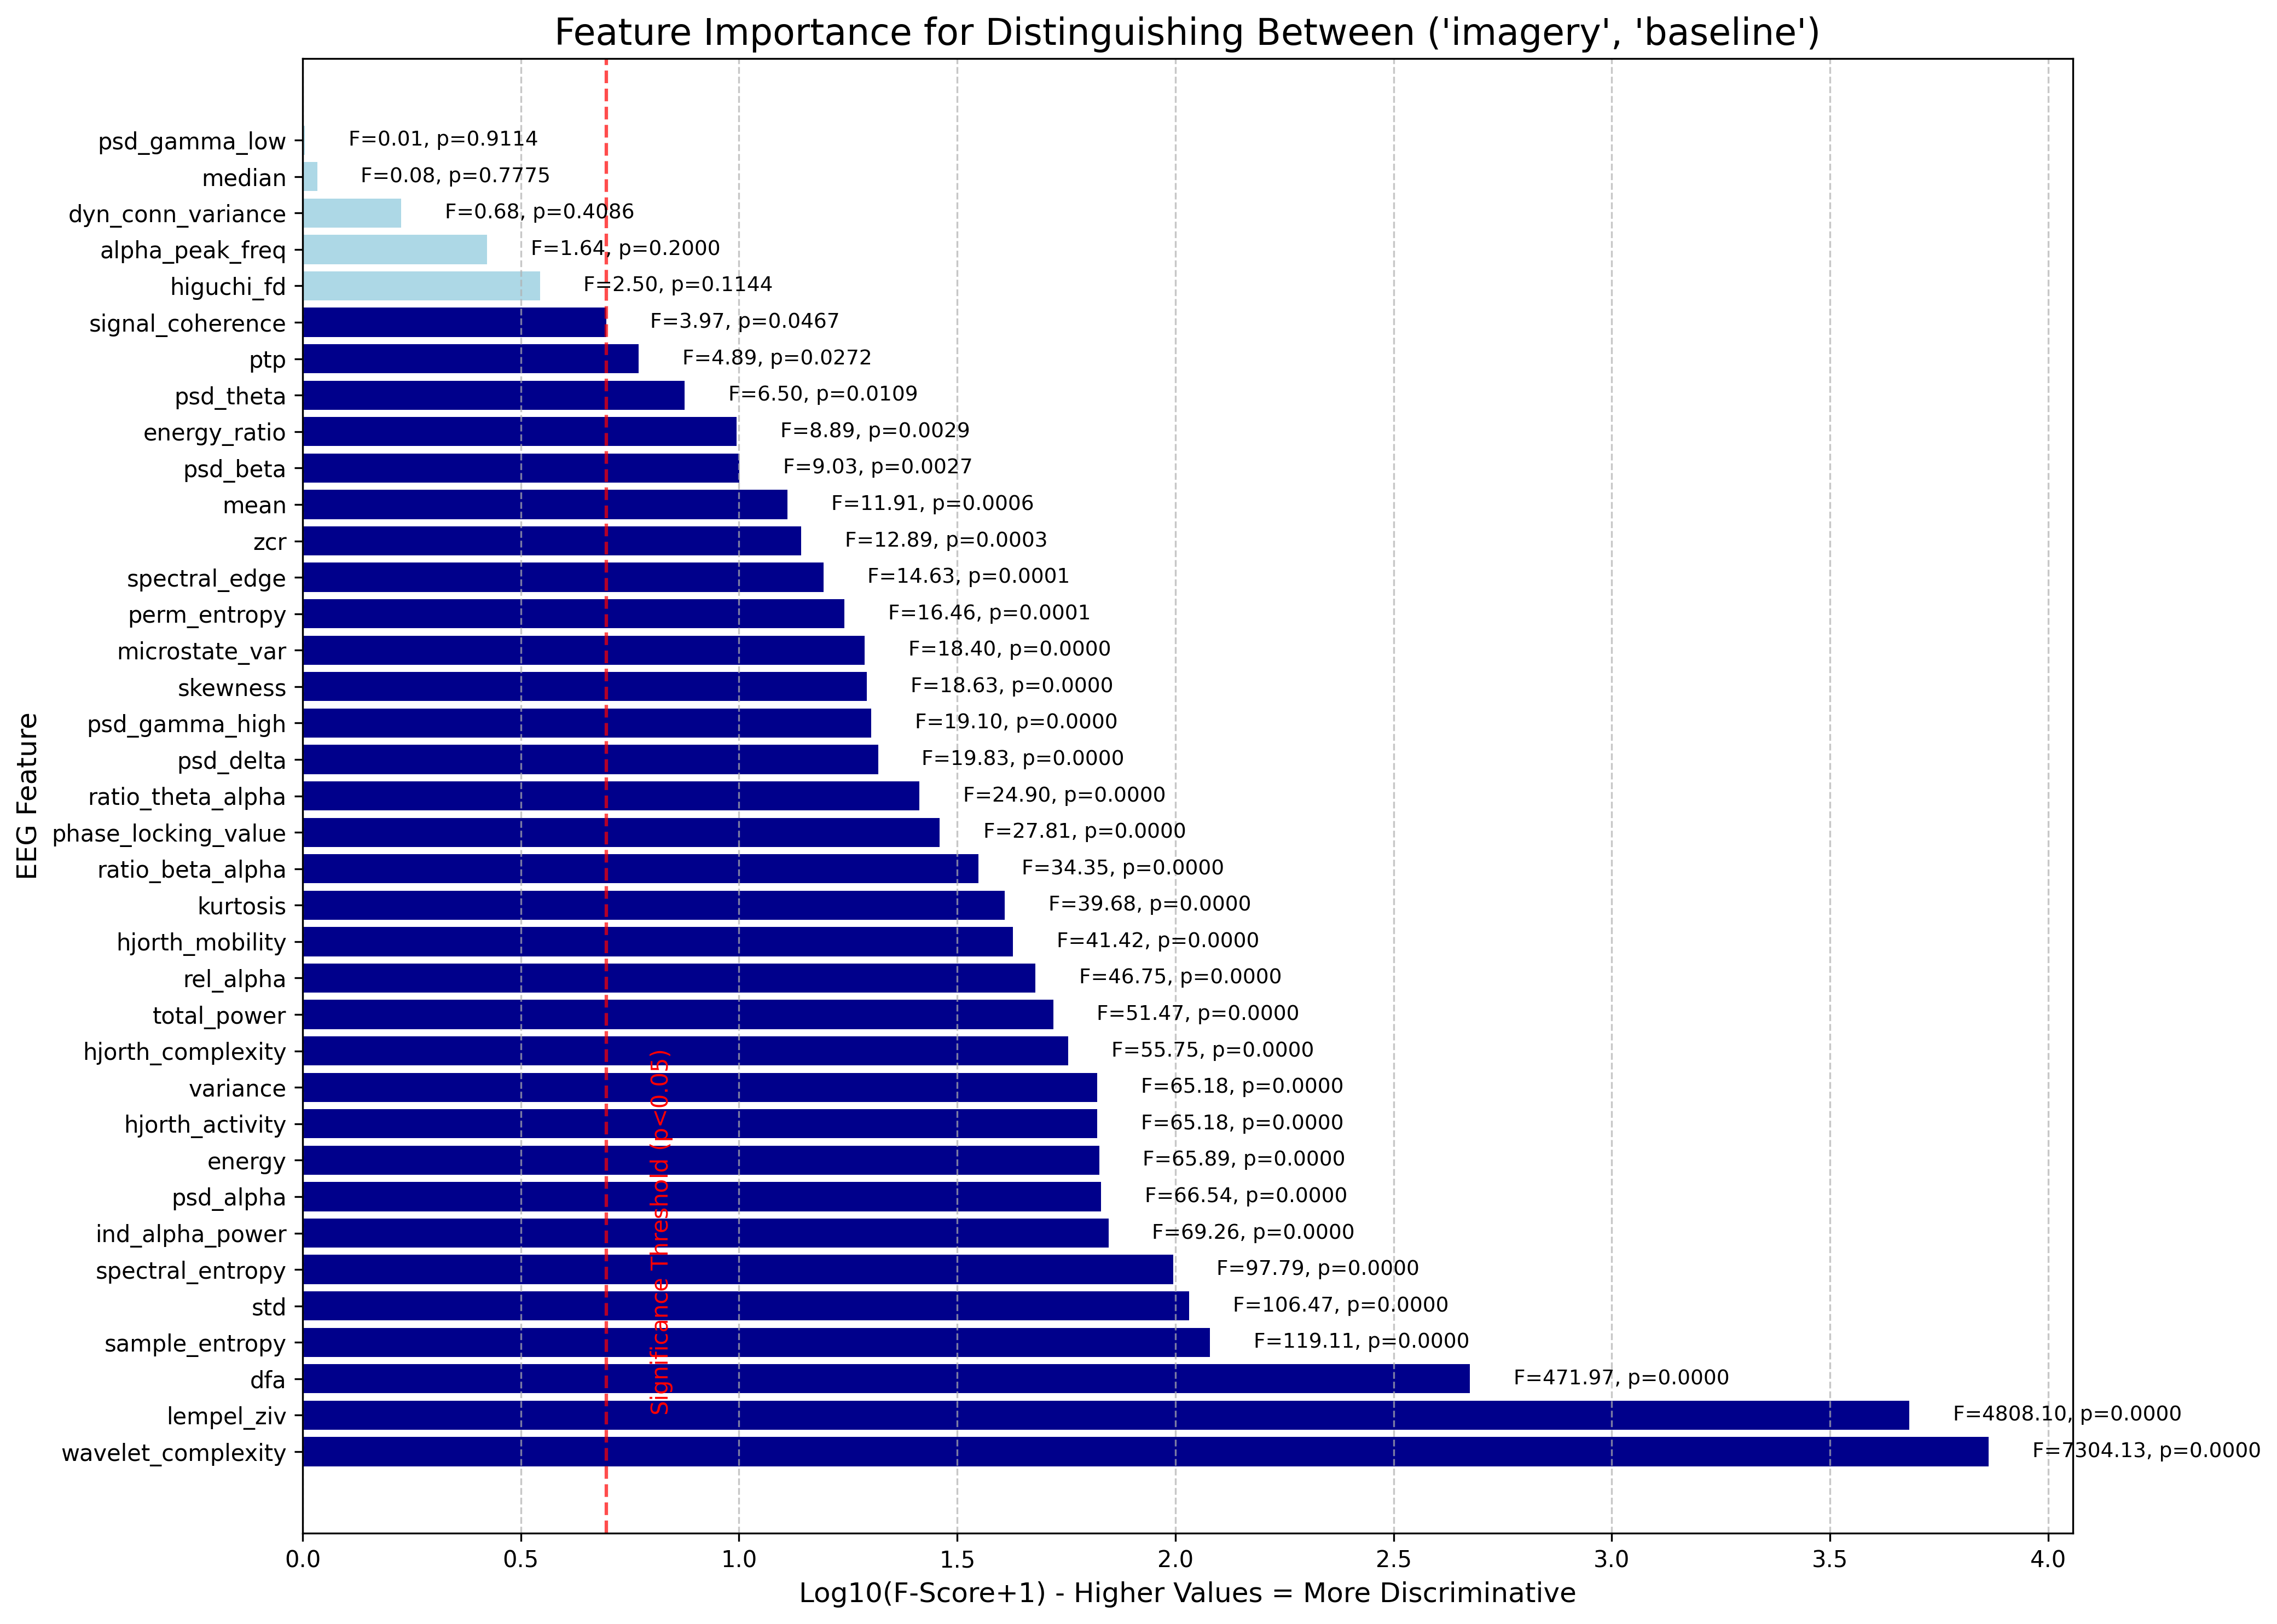 Feature Importance for Distinguishing Between ('imagery', 'baseline')
psd_gamma_low F=0.01, p=0.9114
median F=0.08, p=0.7775
dyn_conn_variance F=0.68, p=0.4086
alpha_peak_freq F=1.64, p=0.2000
higuchi_fd F=2.50, p=0.1144
signal_coherence F=3.97, p=0.0467
ptp F=4.89, p=0.0272
psd_theta F=6.50, p=0.0109
energy_ratio F=8.89, p=0.0029
psd_beta F=9.03, p=0.0027
mean F=11.91, p=0.0006
zcr F=12.89, p=0.0003
spectral_edge F=14.63, p=0.0001
perm_entropy F=16.46, p=0.0001
microstate_var F=18.40, p=0.0000
skewness F=18.63, p=0.0000
psd_gamma_high F=19.10, p=0.0000
psd_delta F=19.83, p=0.0000
ratio_theta_alpha F=24.90, p=0.0000
phase_locking_value F=27.81, p=0.0000
ratio_beta_alpha F=34.35, p=0.0000
kurtosis F=39.68, p=0.0000
hjorth_mobility F=41.42, p=0.0000
rel_alpha F=46.75, p=0.0000
total_power F=51.47, p=0.0000
hjorth_complexity F=55.75, p=0.0000
variance F=65.18, p=0.0000
hjorth_activity F=65.18, p=0.0000
energy F=65.89, p=0.0000
psd_alpha F=66.54, p=0.0000
ind_alpha_power F=69.26, p=0.0000
spectral_entropy F=97.79, p=0.0000
std F=106.47, p=0.0000
sample_entropy F=119.11, p=0.0000
dfa F=471.97, p=0.0000
lempel_ziv F=4808.10, p=0.0000
wavelet_complexity F=7304.13, p=0.0000
EEG Feature
Significance Threshold (p<0.05)
0.0 0.5 1.0 1.5 2.0 2.5 3.0 3.5 4.0
Log10(F-Score+1) - Higher Values = More Discriminative